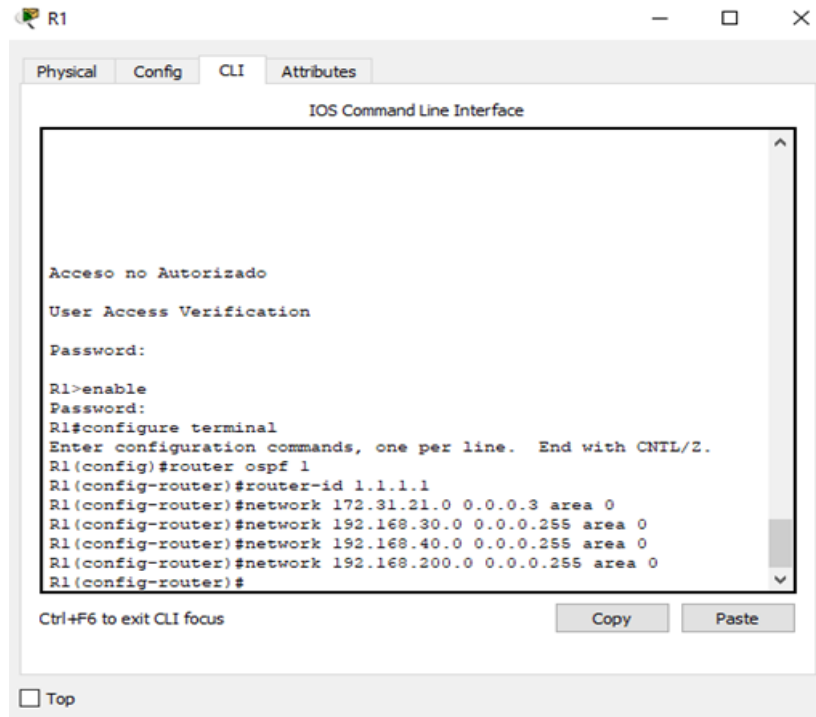 R1
Physical Config CLI Attributes
IOS Command Line Interface
Acceso no Autorizado
User Access Verification
Password:
R1>enable
Password:
R1#configure terminal
Enter configuration commands, one per line.  End with CNTL/Z.
R1(config)#router ospf 1
R1(config-router)#router-id 1.1.1.1
R1(config-router)#network 172.31.21.0 0.0.0.3 area 0
R1(config-router)#network 192.168.30.0 0.0.0.255 area 0
R1(config-router)#network 192.168.40.0 0.0.0.255 area 0
R1(config-router)#network 192.168.200.0 0.0.0.255 area 0
R1(config-router)#
Ctrl+F6 to exit CLI focus Copy Paste
Top